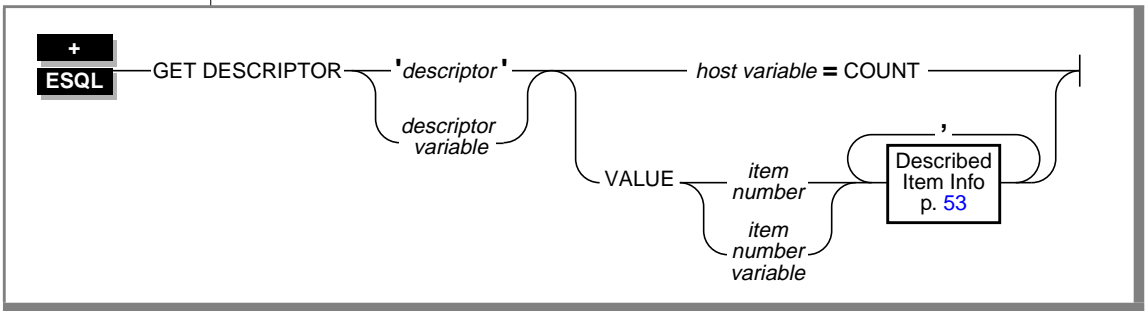 +
ESQL
GET DESCRIPTOR
'descriptor'
descriptor
variable
host variable = COUNT
VALUE
item
number
item
number
variable
,
Described
Item Info
p. 53